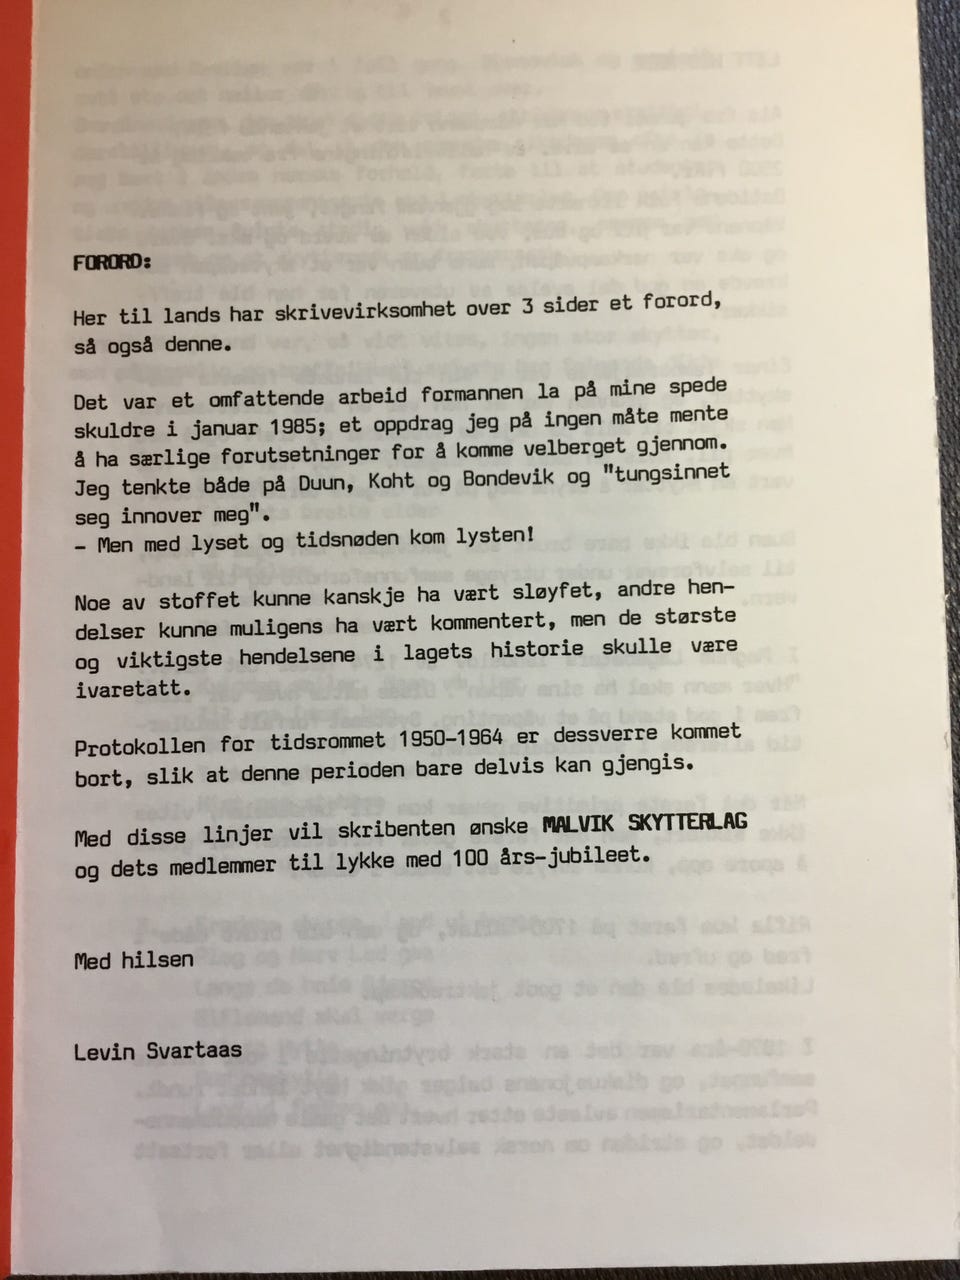 FORORD:
Her til lands har skrivevirksomhet over 3 sider et forord,
så også denne.
Det var et omfattende arbeid formannen la på mine spede
skuldre i januar 1985; et oppdrag jeg på ingen måte mente
å ha særlige forutsetninger for å komme velberget gjennom.
Jeg tenkte både på Duun, Koht og Bondevik og "tungsinnet
seg innover meg".
- Men med lyset og tidsnøden kom lysten!
Noe av stoffet kunne kanskje ha vært sløyfet, andre hen-
delser kunne muligens ha vært kommentert, men de største
og viktigste hendelsene i lagets historie skulle være
ivaretatt.
Protokollen for tidsrommet 1950-1964 er dessverre kommet
bort, slik at denne perioden bare delvis kan gjengis.
Med disse linjer vil skribenten ønske MALVIK SKYTTERLAG
og dets medlemmer til lykke med 100 års-jubileet.
Med hilsen
Levin Svartaas